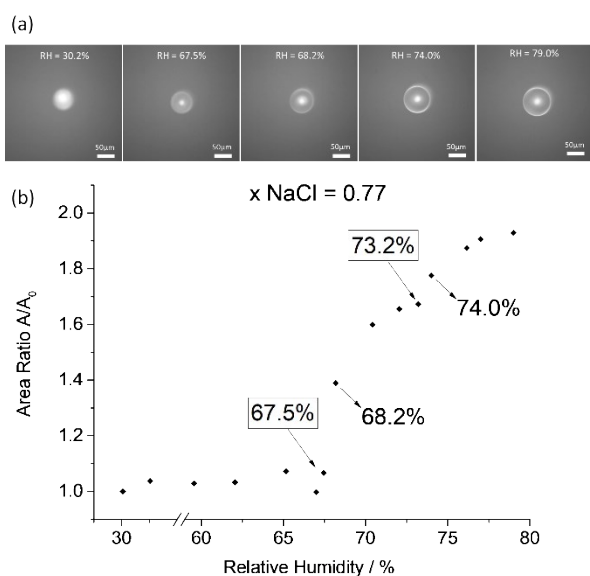 (a)
RH = 30.2%
RH = 67.5%
RH = 68.2%
RH = 74.0%
RH = 79.0%
50µm
50µm
50µm
50µm
50µm
(b)
x NaCl = 0.77
Area Ratio A/A₀
2.0
1.8
1.6
1.4
1.2
1.0
73.2%
74.0%
67.5%
68.2%
30
60
65
70
75
80
Relative Humidity / %